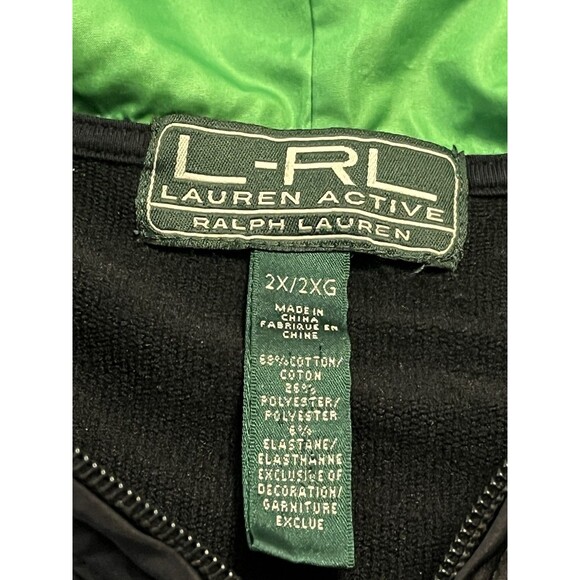 L-RL
LAUREN ACTIVE
RALPH LAUREN
2X/2XG
MADE IN
CHINA
FABRIQUE EN
CHINE
69%COTTON/
COTON
26%
POLYESTER/
POLYESTER
6%
ELASTANE/
ELASTHANNE
EXCLUSIVE OF
DECORATION/
GARNITURE
EXCLUE